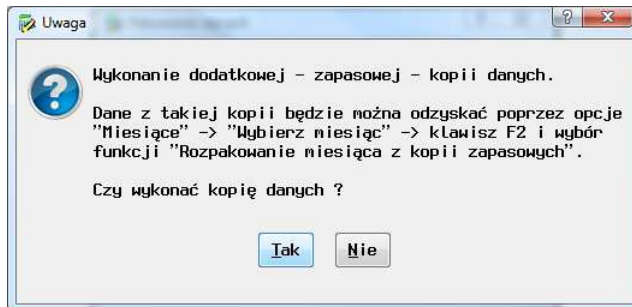 Uwaga
Wykonanie dodatkowej - zapasowej - kopii danych.
Dane z takiej kopii będzie można odzyskać poprzez opcje
"Miesiące" -> "Wybierz miesiąc" -> klawisz F2 i wybór
funkcji "Rozpakowanie miesiąca z kopii zapasowych".
Czy wykonać kopię danych ?
Tak Nie